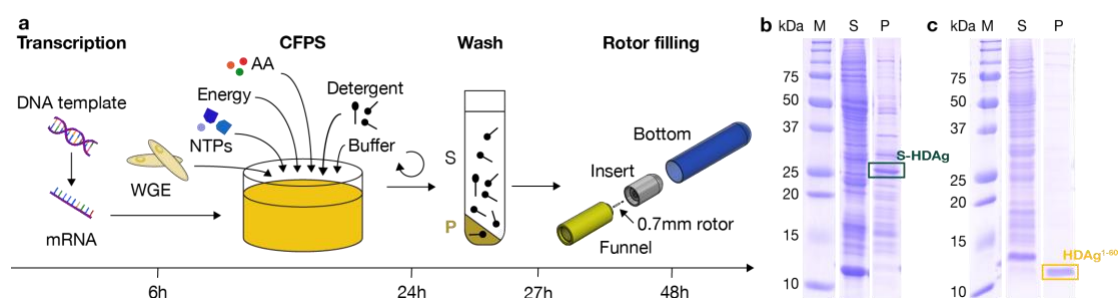 a
Transcription
CFPS
Wash
Rotor filling
DNA template
mRNA
WGE
NTPs
Energy
AA
Detergent
Buffer
S
P
Bottom
Insert
0.7mm rotor
Funnel
6h
24h
27h
48h
b
kDa M S P
75
50
37
25
20
15
10
S-HDAg
c
kDa M S P
75
50
37
25
20
15
10
HDAg¹⁻⁶⁰